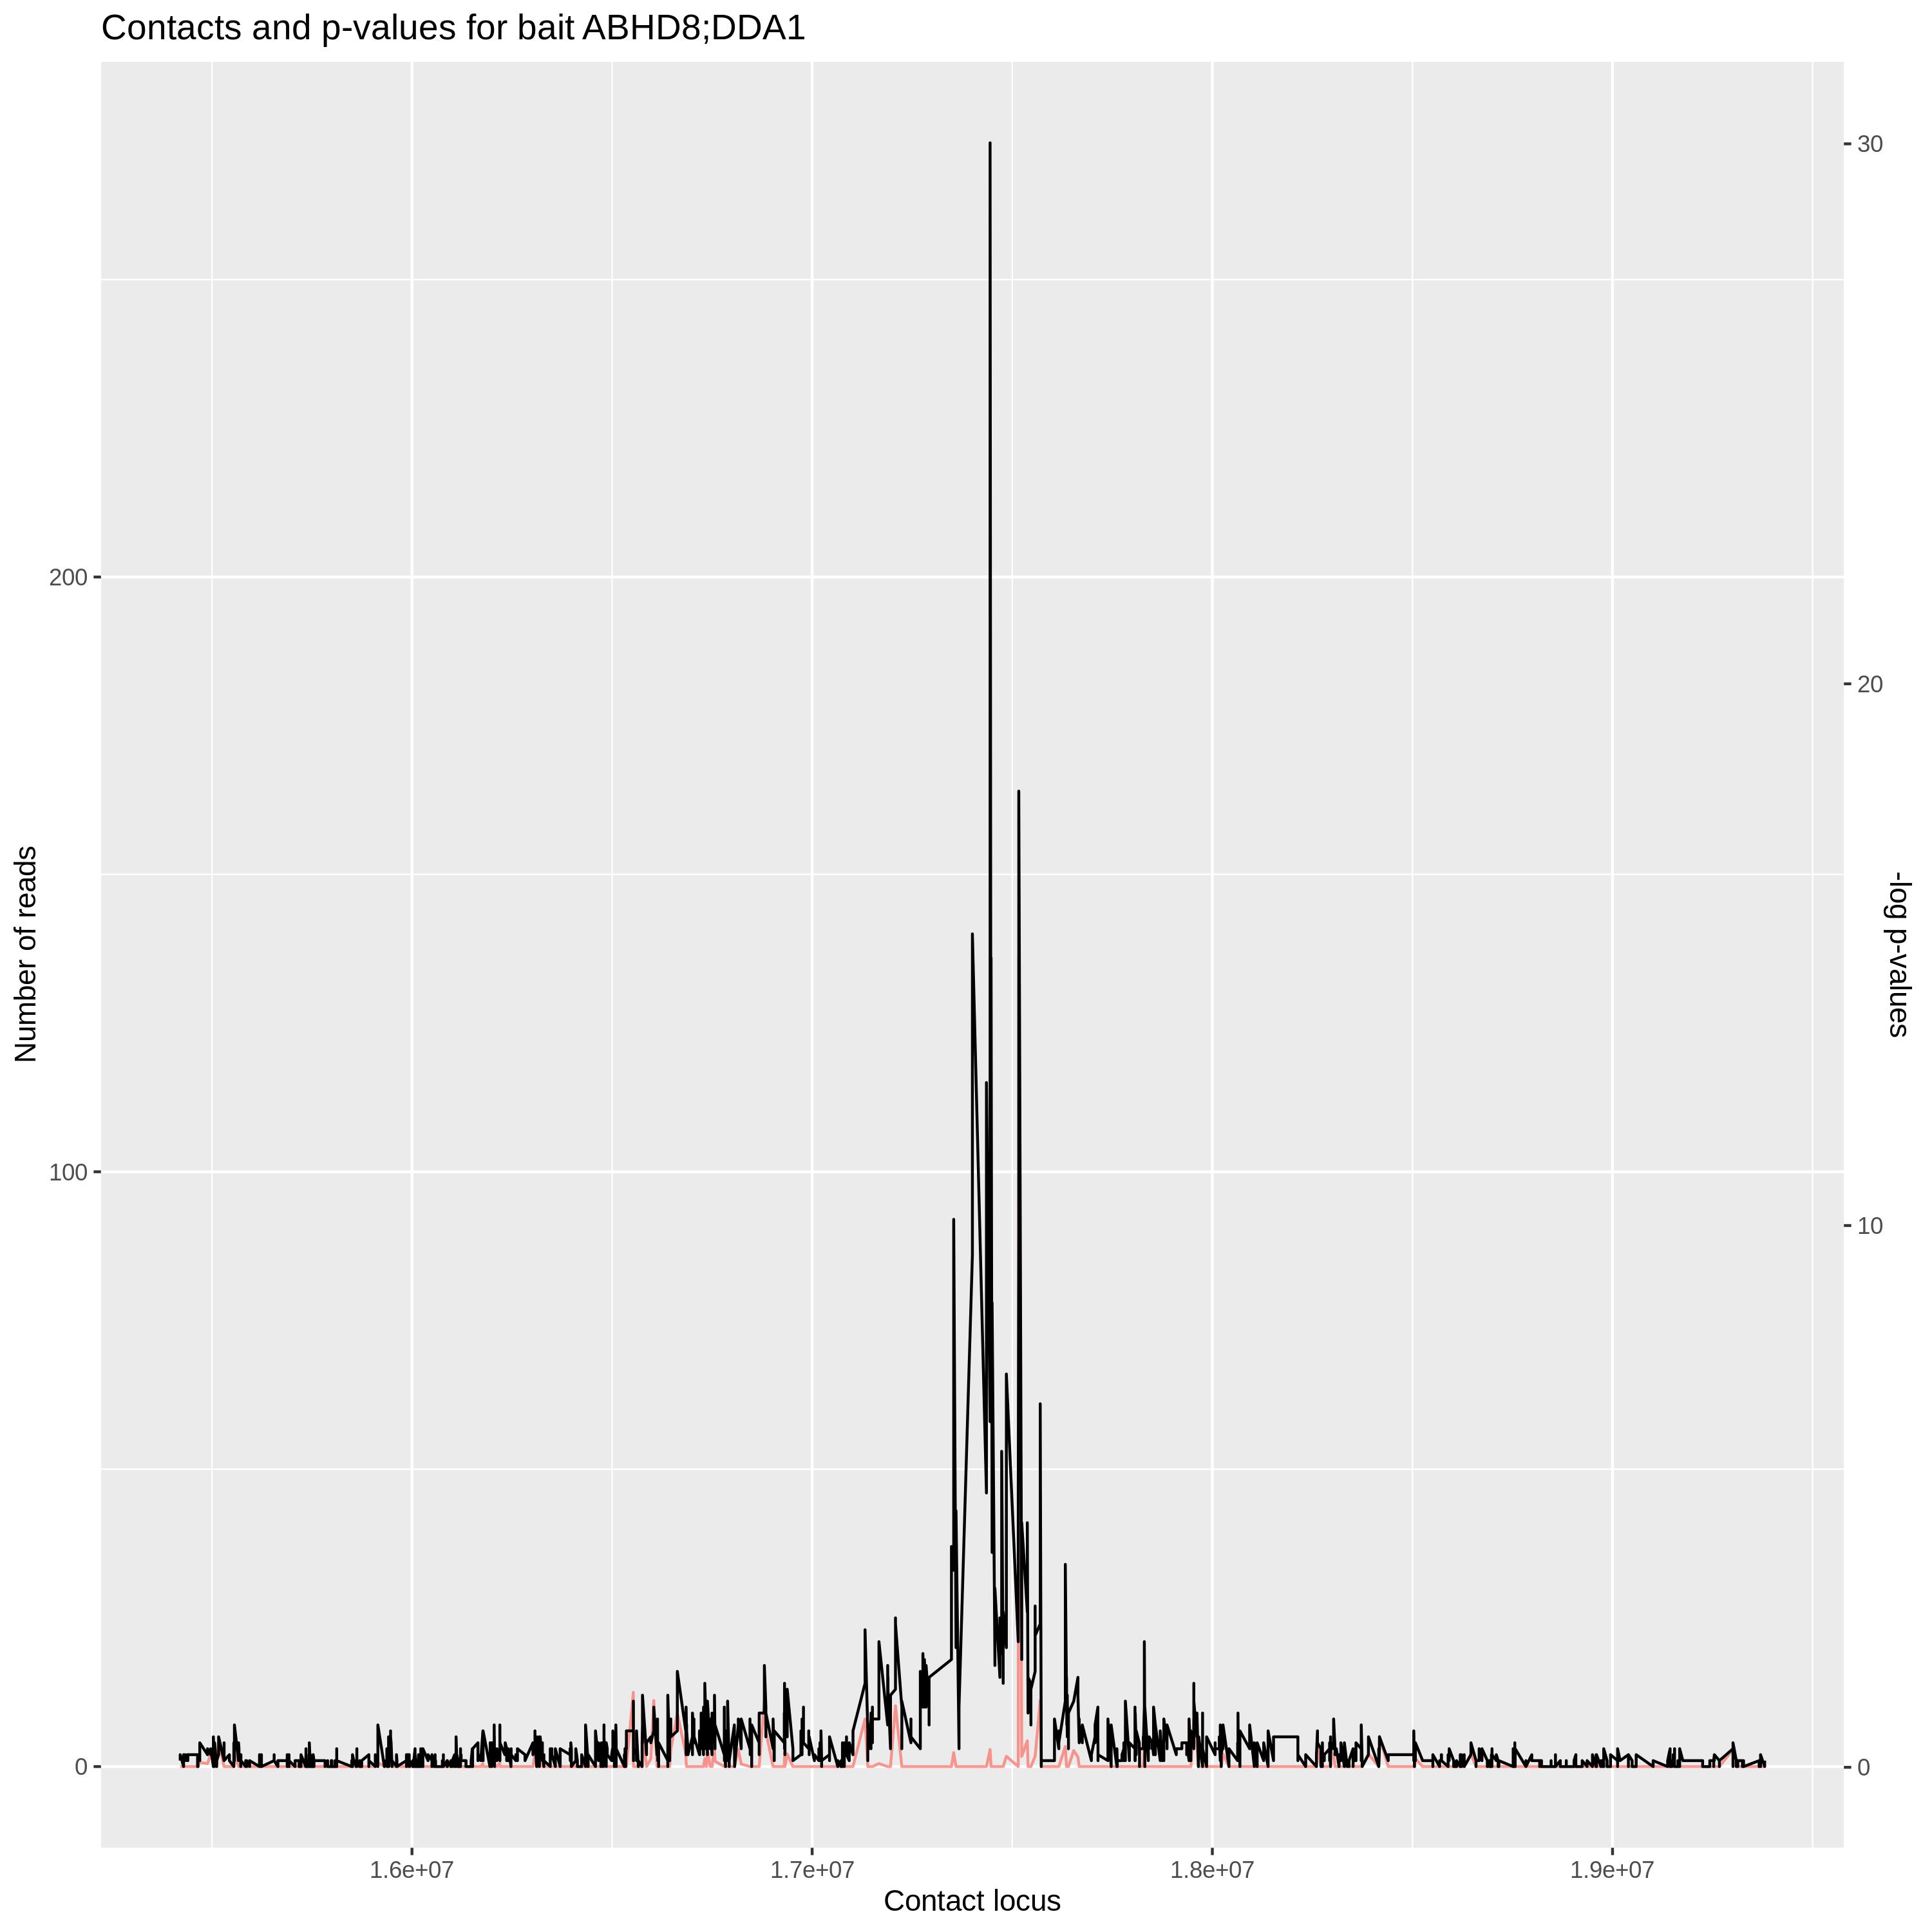 Contacts and p-values for bait ABHD8;DDA1
30
200
20
Number of reads
-log p-values
100
10
0
0
1.6e+07
1.7e+07
1.8e+07
1.9e+07
Contact locus